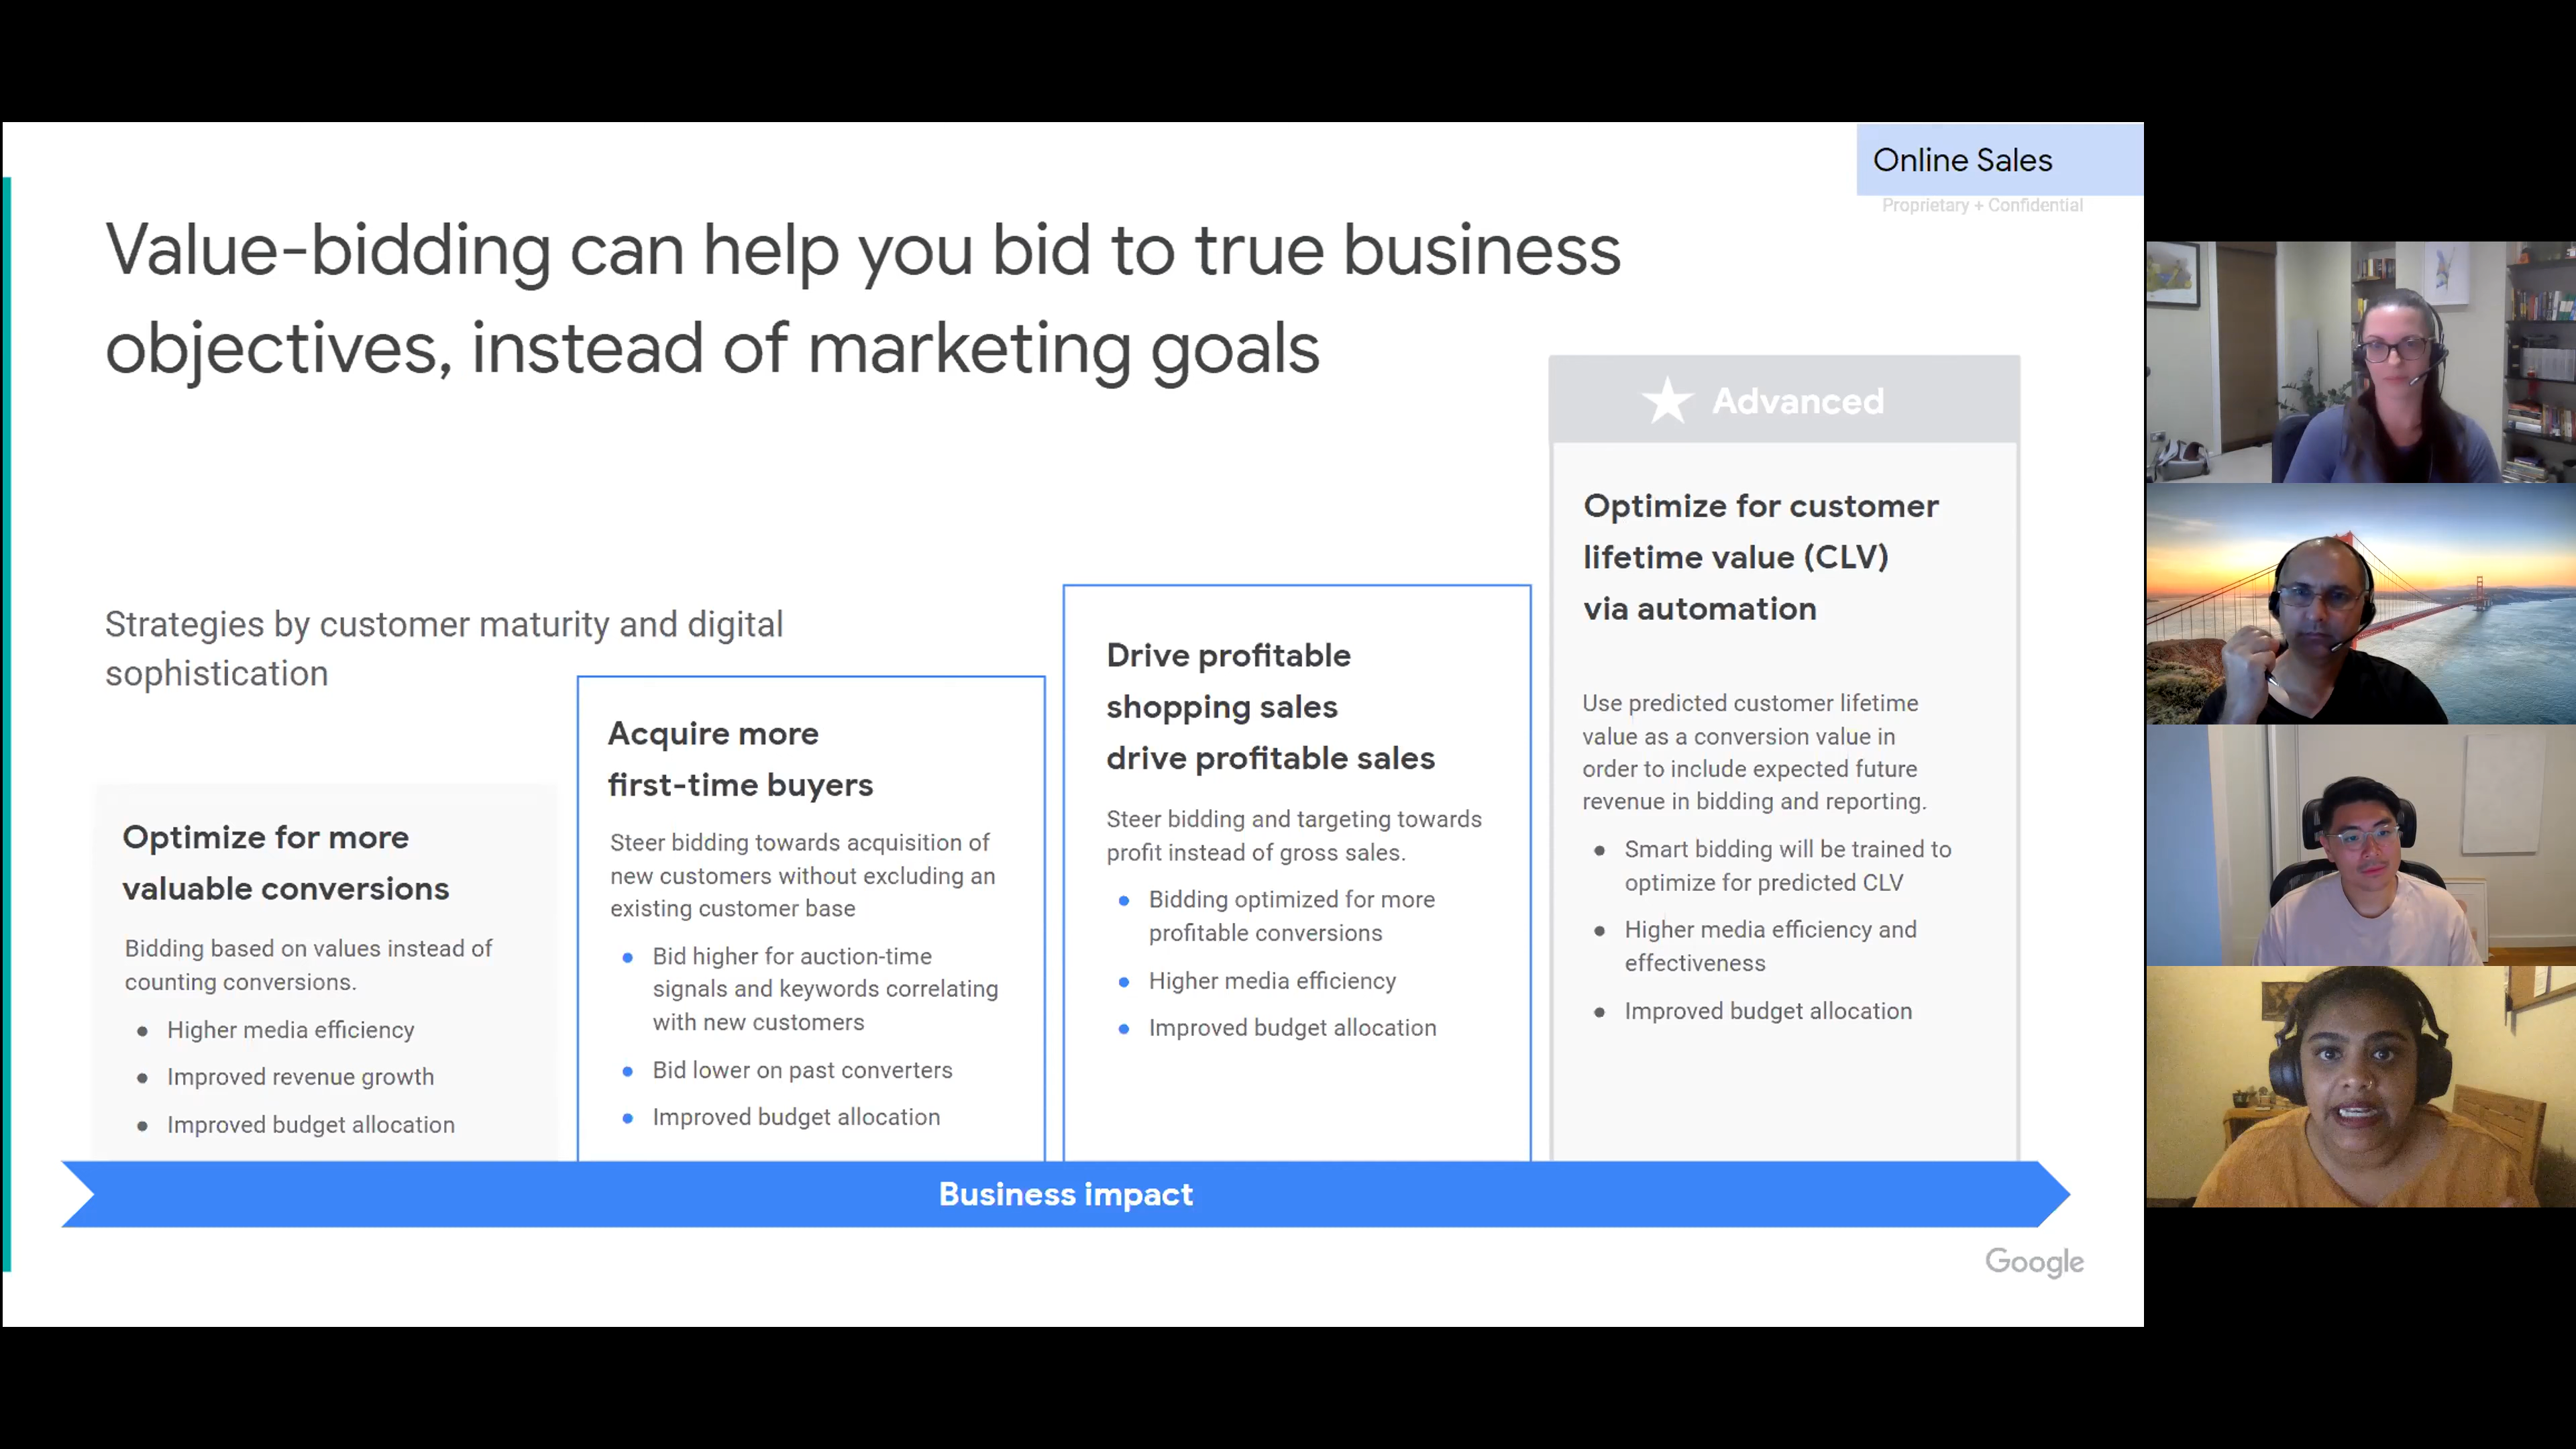 Online Sales
Proprietary + Confidential
Value-bidding can help you bid to true business
objectives, instead of marketing goals
Strategies by customer maturity and digital
sophistication
Optimize for more
valuable conversions
Bidding based on values instead of
counting conversions.
● Higher media efficiency
● Improved revenue growth
● Improved budget allocation
Acquire more
first-time buyers
Steer bidding towards acquisition of
new customers without excluding an
existing customer base
● Bid higher for auction-time
signals and keywords correlating
with new customers
● Bid lower on past converters
● Improved budget allocation
Drive profitable
shopping sales
drive profitable sales
Steer bidding and targeting towards
profit instead of gross sales.
● Bidding optimized for more
profitable conversions
● Higher media efficiency
● Improved budget allocation
★ Advanced
Optimize for customer
lifetime value (CLV)
via automation
Use predicted customer lifetime
value as a conversion value in
order to include expected future
revenue in bidding and reporting.
● Smart bidding will be trained to
optimize for predicted CLV
● Higher media efficiency and
effectiveness
● Improved budget allocation
Business impact
Google